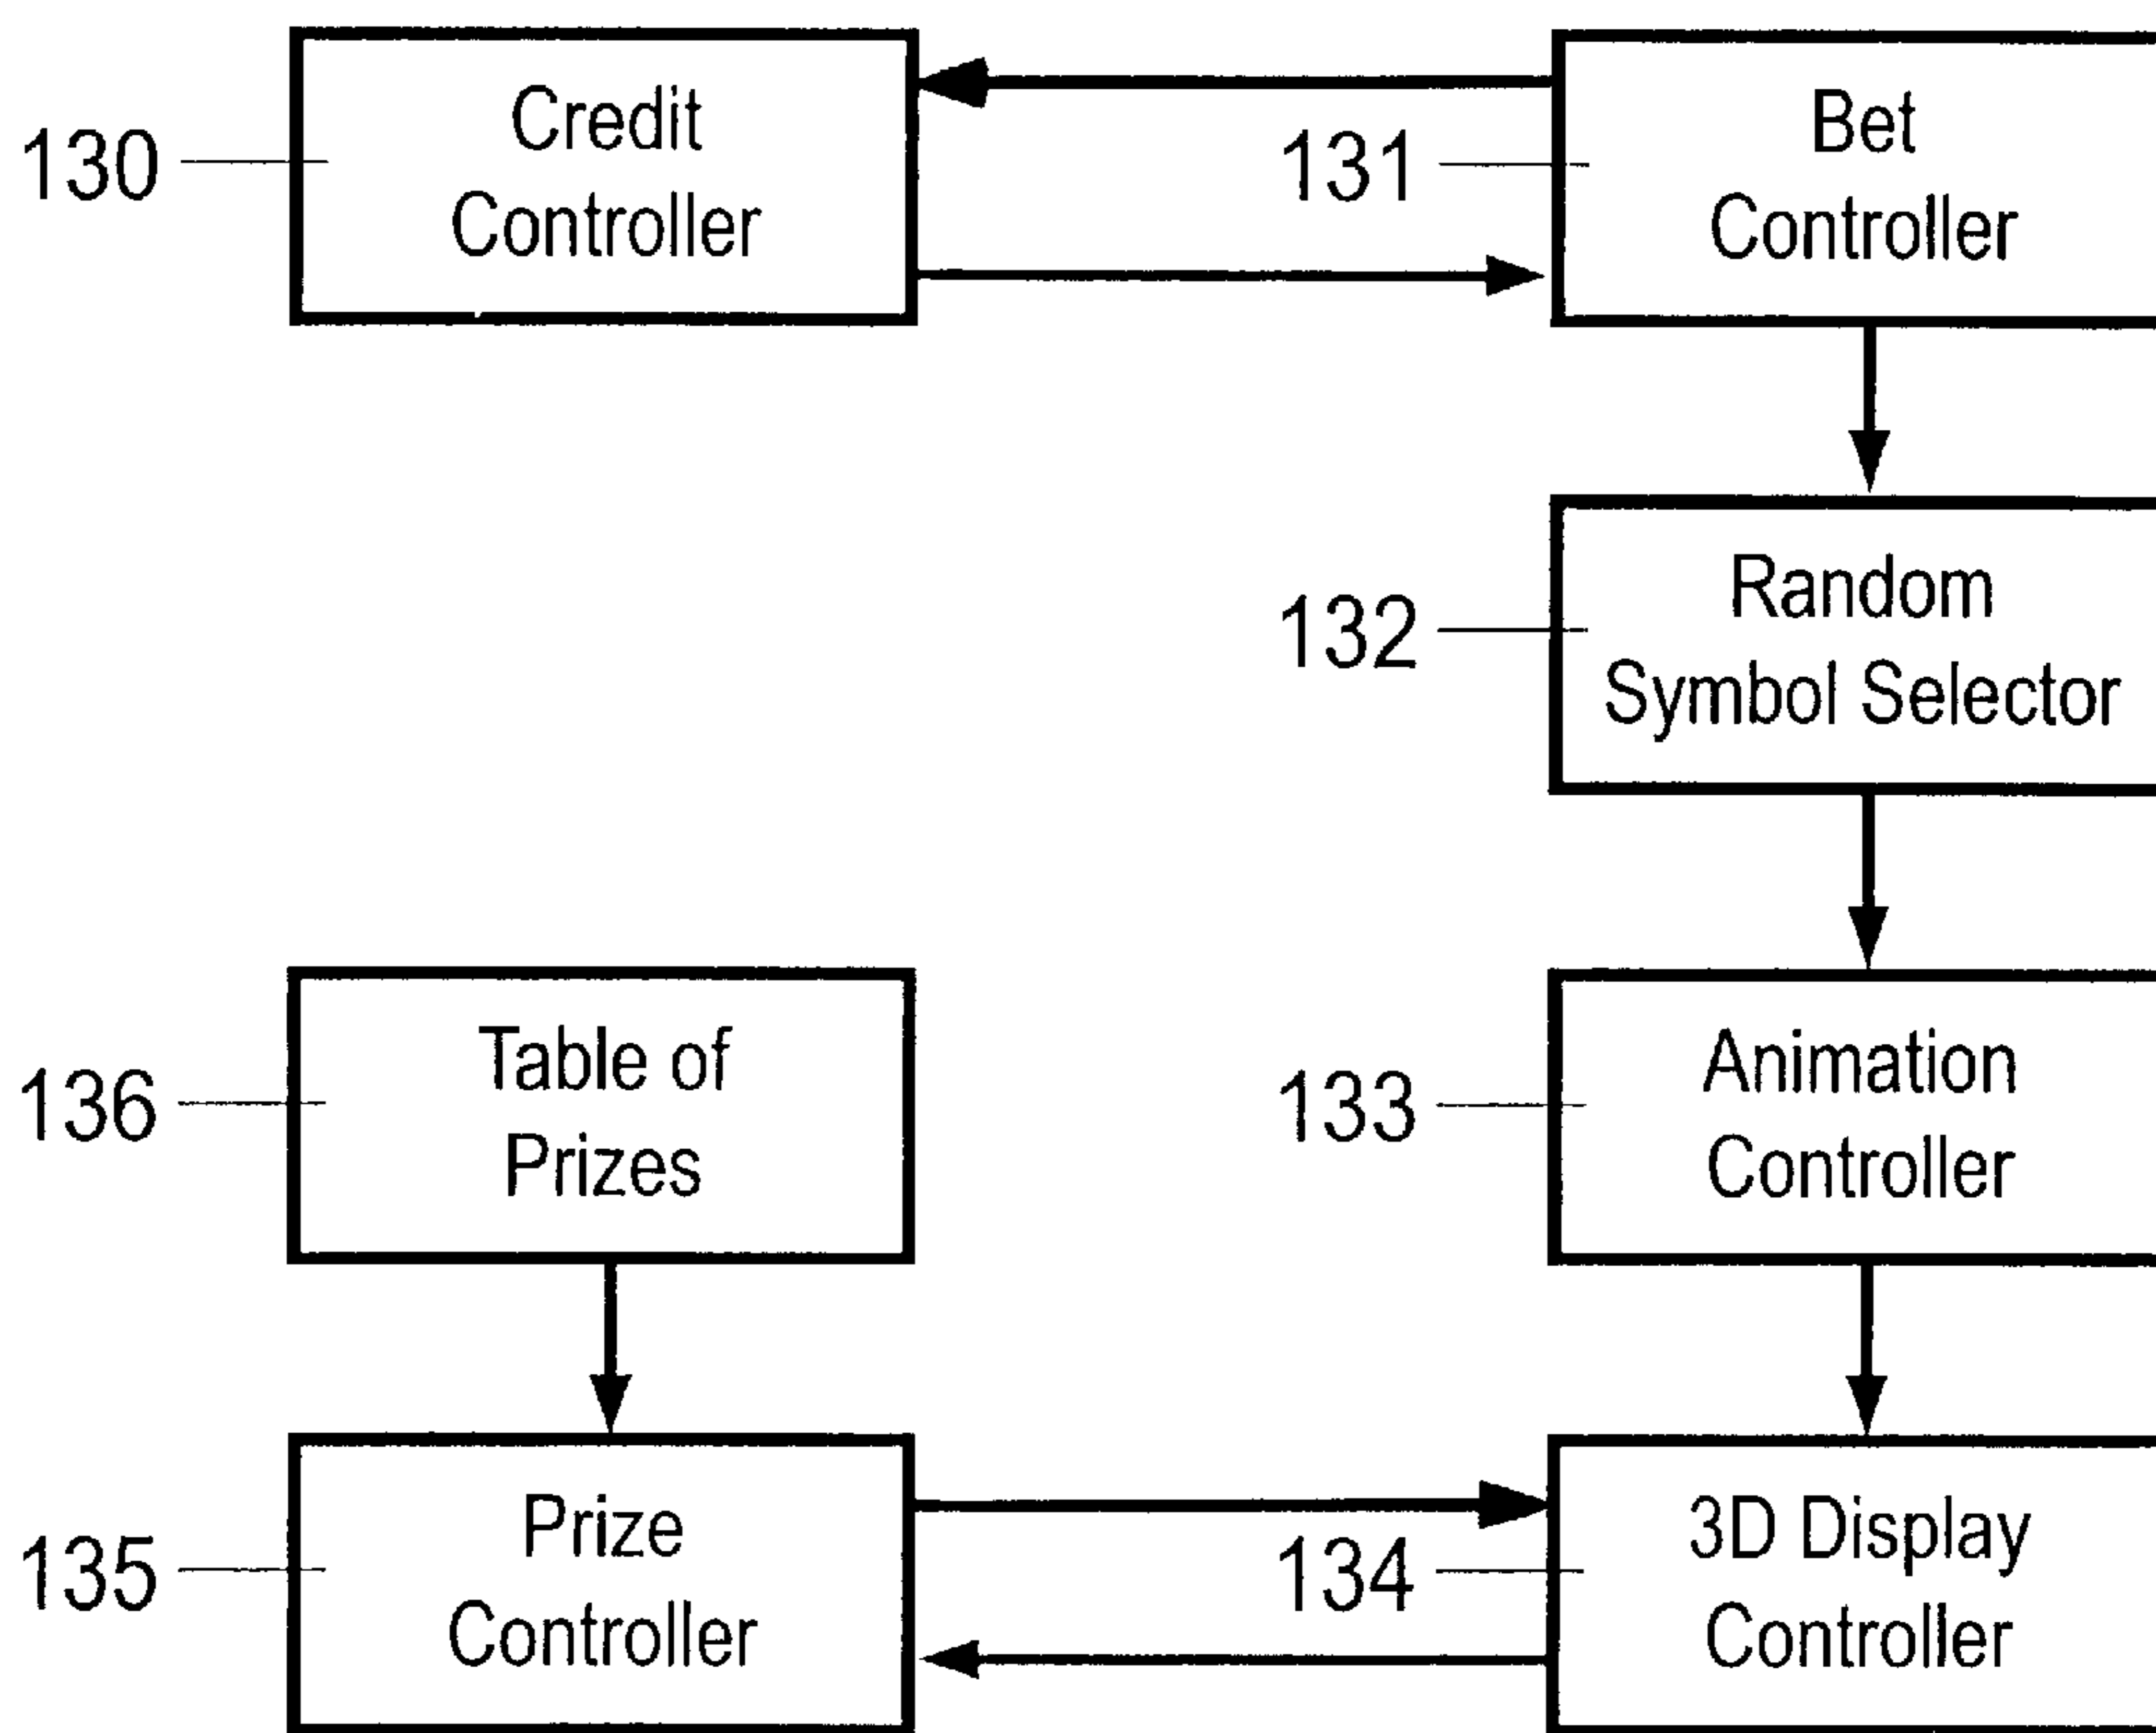 130
Credit
Controller
131
Bet
Controller
132
Random
Symbol Selector
136
Table of
Prizes
133
Animation
Controller
135
Prize
Controller
134
3D Display
Controller